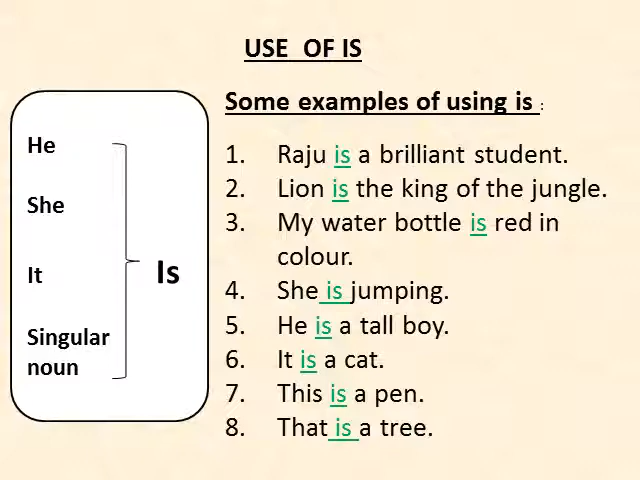 USE OF IS
He
She
It
Singular
noun
Is
Some examples of using is :
1. Raju is a brilliant student.
2. Lion is the king of the jungle.
3. My water bottle is red in
colour.
4. She is jumping.
5. He is a tall boy.
6. It is a cat.
7. This is a pen.
8. That is a tree.